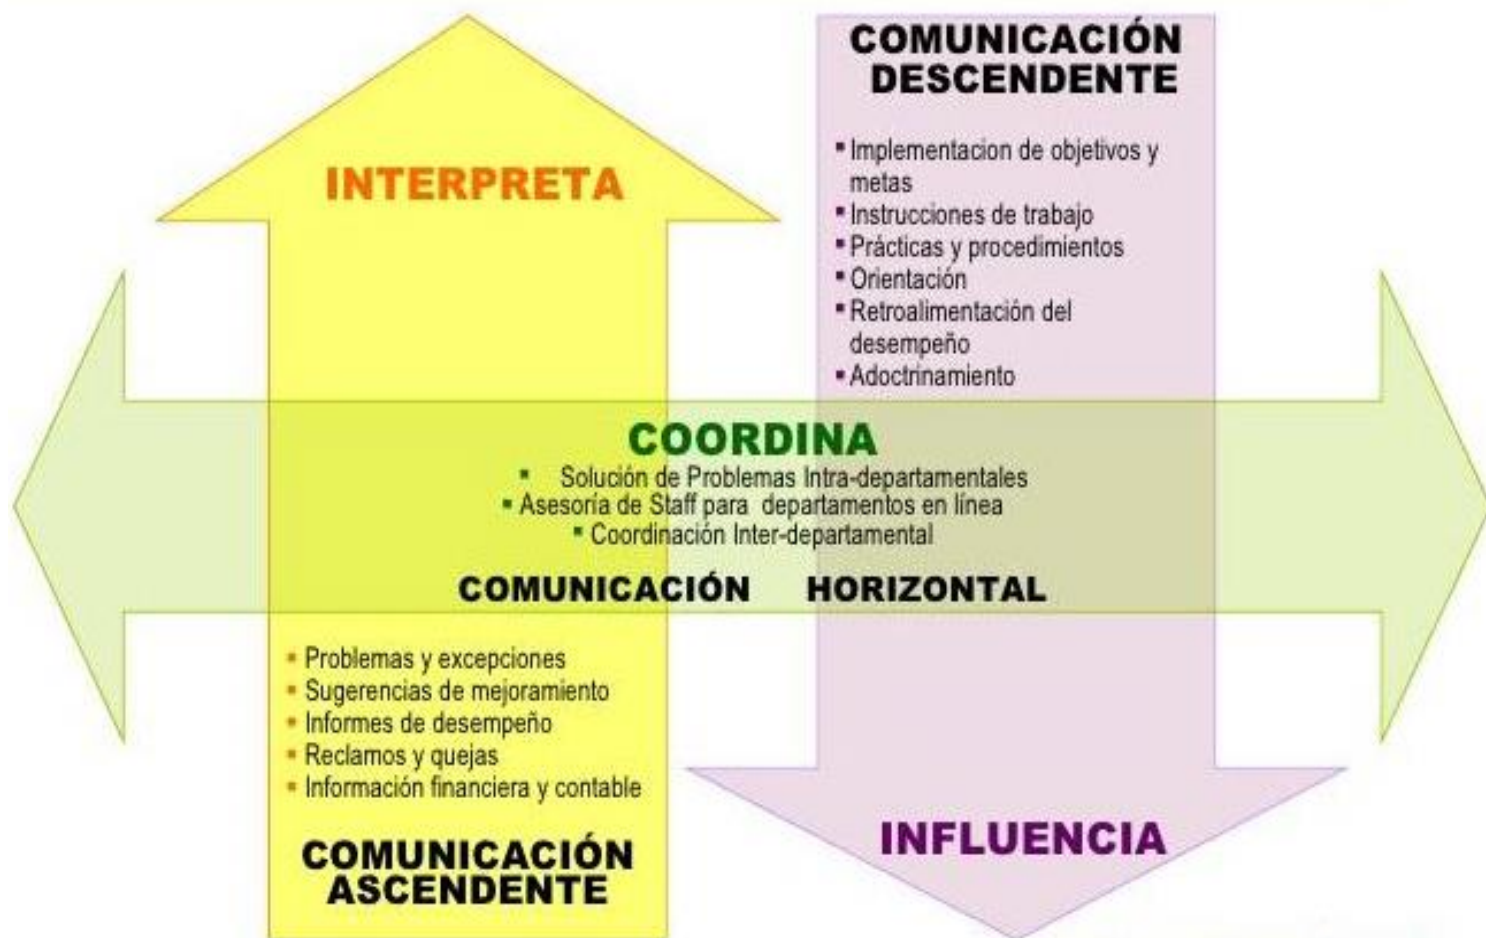 COMUNICACIÓN
DESCENDENTE
▪ Implementacion de objetivos y
metas
▪ Instrucciones de trabajo
▪ Prácticas y procedimientos
▪ Orientación
▪ Retroalimentación del
desempeño
▪ Adoctrinamiento
INTERPRETA
COORDINA
▪ Solución de Problemas Intra-departamentales
▪ Asesoría de Staff para departamentos en línea
▪ Coordinación Inter-departamental
COMUNICACIÓN HORIZONTAL
▪ Problemas y excepciones
▪ Sugerencias de mejoramiento
▪ Informes de desempeño
▪ Reclamos y quejas
▪ Información financiera y contable
COMUNICACIÓN
ASCENDENTE
INFLUENCIA